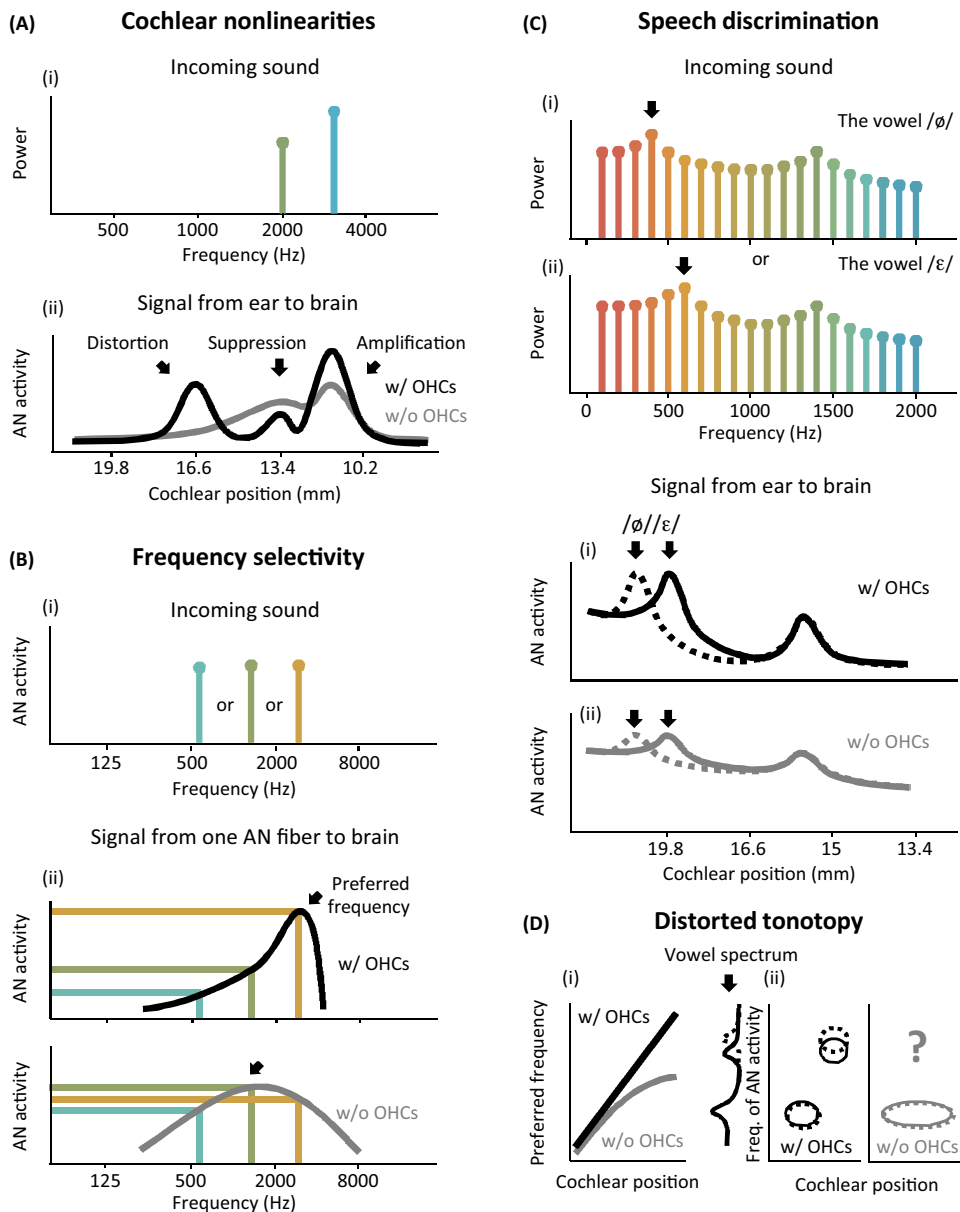 (A) Cochlear nonlinearities
Incoming sound
(i)
Power
500 1000 2000 4000
Frequency (Hz)
Signal from ear to brain
(ii)
Distortion Suppression Amplification
w/ OHCs
w/o OHCs
AN activity
19.8 16.6 13.4 10.2
Cochlear position (mm)
(B) Frequency selectivity
(i) Incoming sound
AN activity
or or
125 500 2000 8000
Frequency (Hz)
Signal from one AN fiber to brain
(ii)
Preferred
frequency
w/ OHCs
AN activity
AN activity
w/o OHCs
125 500 2000 8000
Frequency (Hz)
(C) Speech discrimination
Incoming sound
(i) The vowel /ø/
Power
or
(ii) The vowel /ε/
Power
0 500 1000 1500 2000
Frequency (Hz)
Signal from ear to brain
/ø//ε/
(i)
w/ OHCs
AN activity
(ii)
w/o OHCs
AN activity
19.8 16.6 15 13.4
Cochlear position (mm)
(D) Distorted tonotopy
Vowel spectrum
(i) (ii)
w/ OHCs
Preferred frequency
w/o OHCs
Cochlear position
Freq. of AN activity
?
w/ OHCs w/o OHCs
Cochlear position